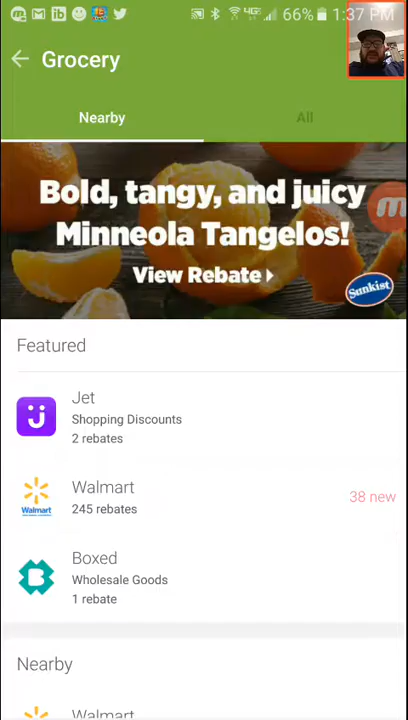 66% 1:37 PM
Grocery
Nearby
All
Bold, tangy, and juicy
Minneola Tangelos!
View Rebate
Sunkist
Featured
Jet
Shopping Discounts
2 rebates
Walmart
Walmart
245 rebates
38 new
Boxed
Wholesale Goods
1 rebate
Nearby
Walmart